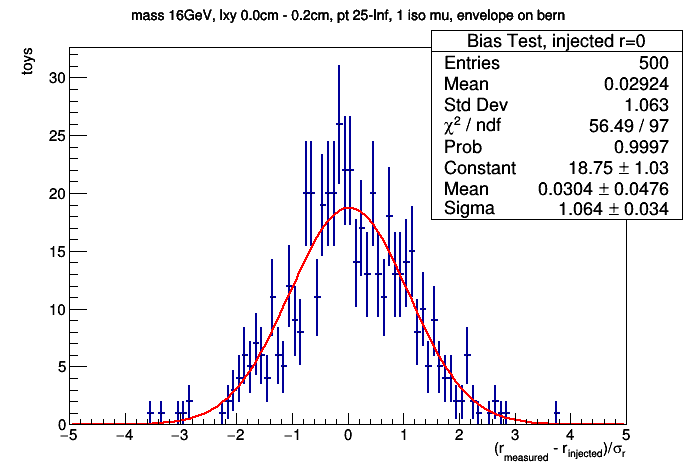 mass 16GeV, lxy 0.0cm - 0.2cm, pt 25-Inf, 1 iso mu, envelope on bern
Bias Test, injected r=0
Entries 500
Mean 0.02924
Std Dev 1.063
χ² / ndf 56.49 / 97
Prob 0.9997
Constant 18.75 ± 1.03
Mean 0.0304 ± 0.0476
Sigma 1.064 ± 0.034
toys
30
25
20
15
10
5
0
−5 −4 −3 −2 −1 0 1 2 3 4 5
(r_measured - r_injected)/σ_r